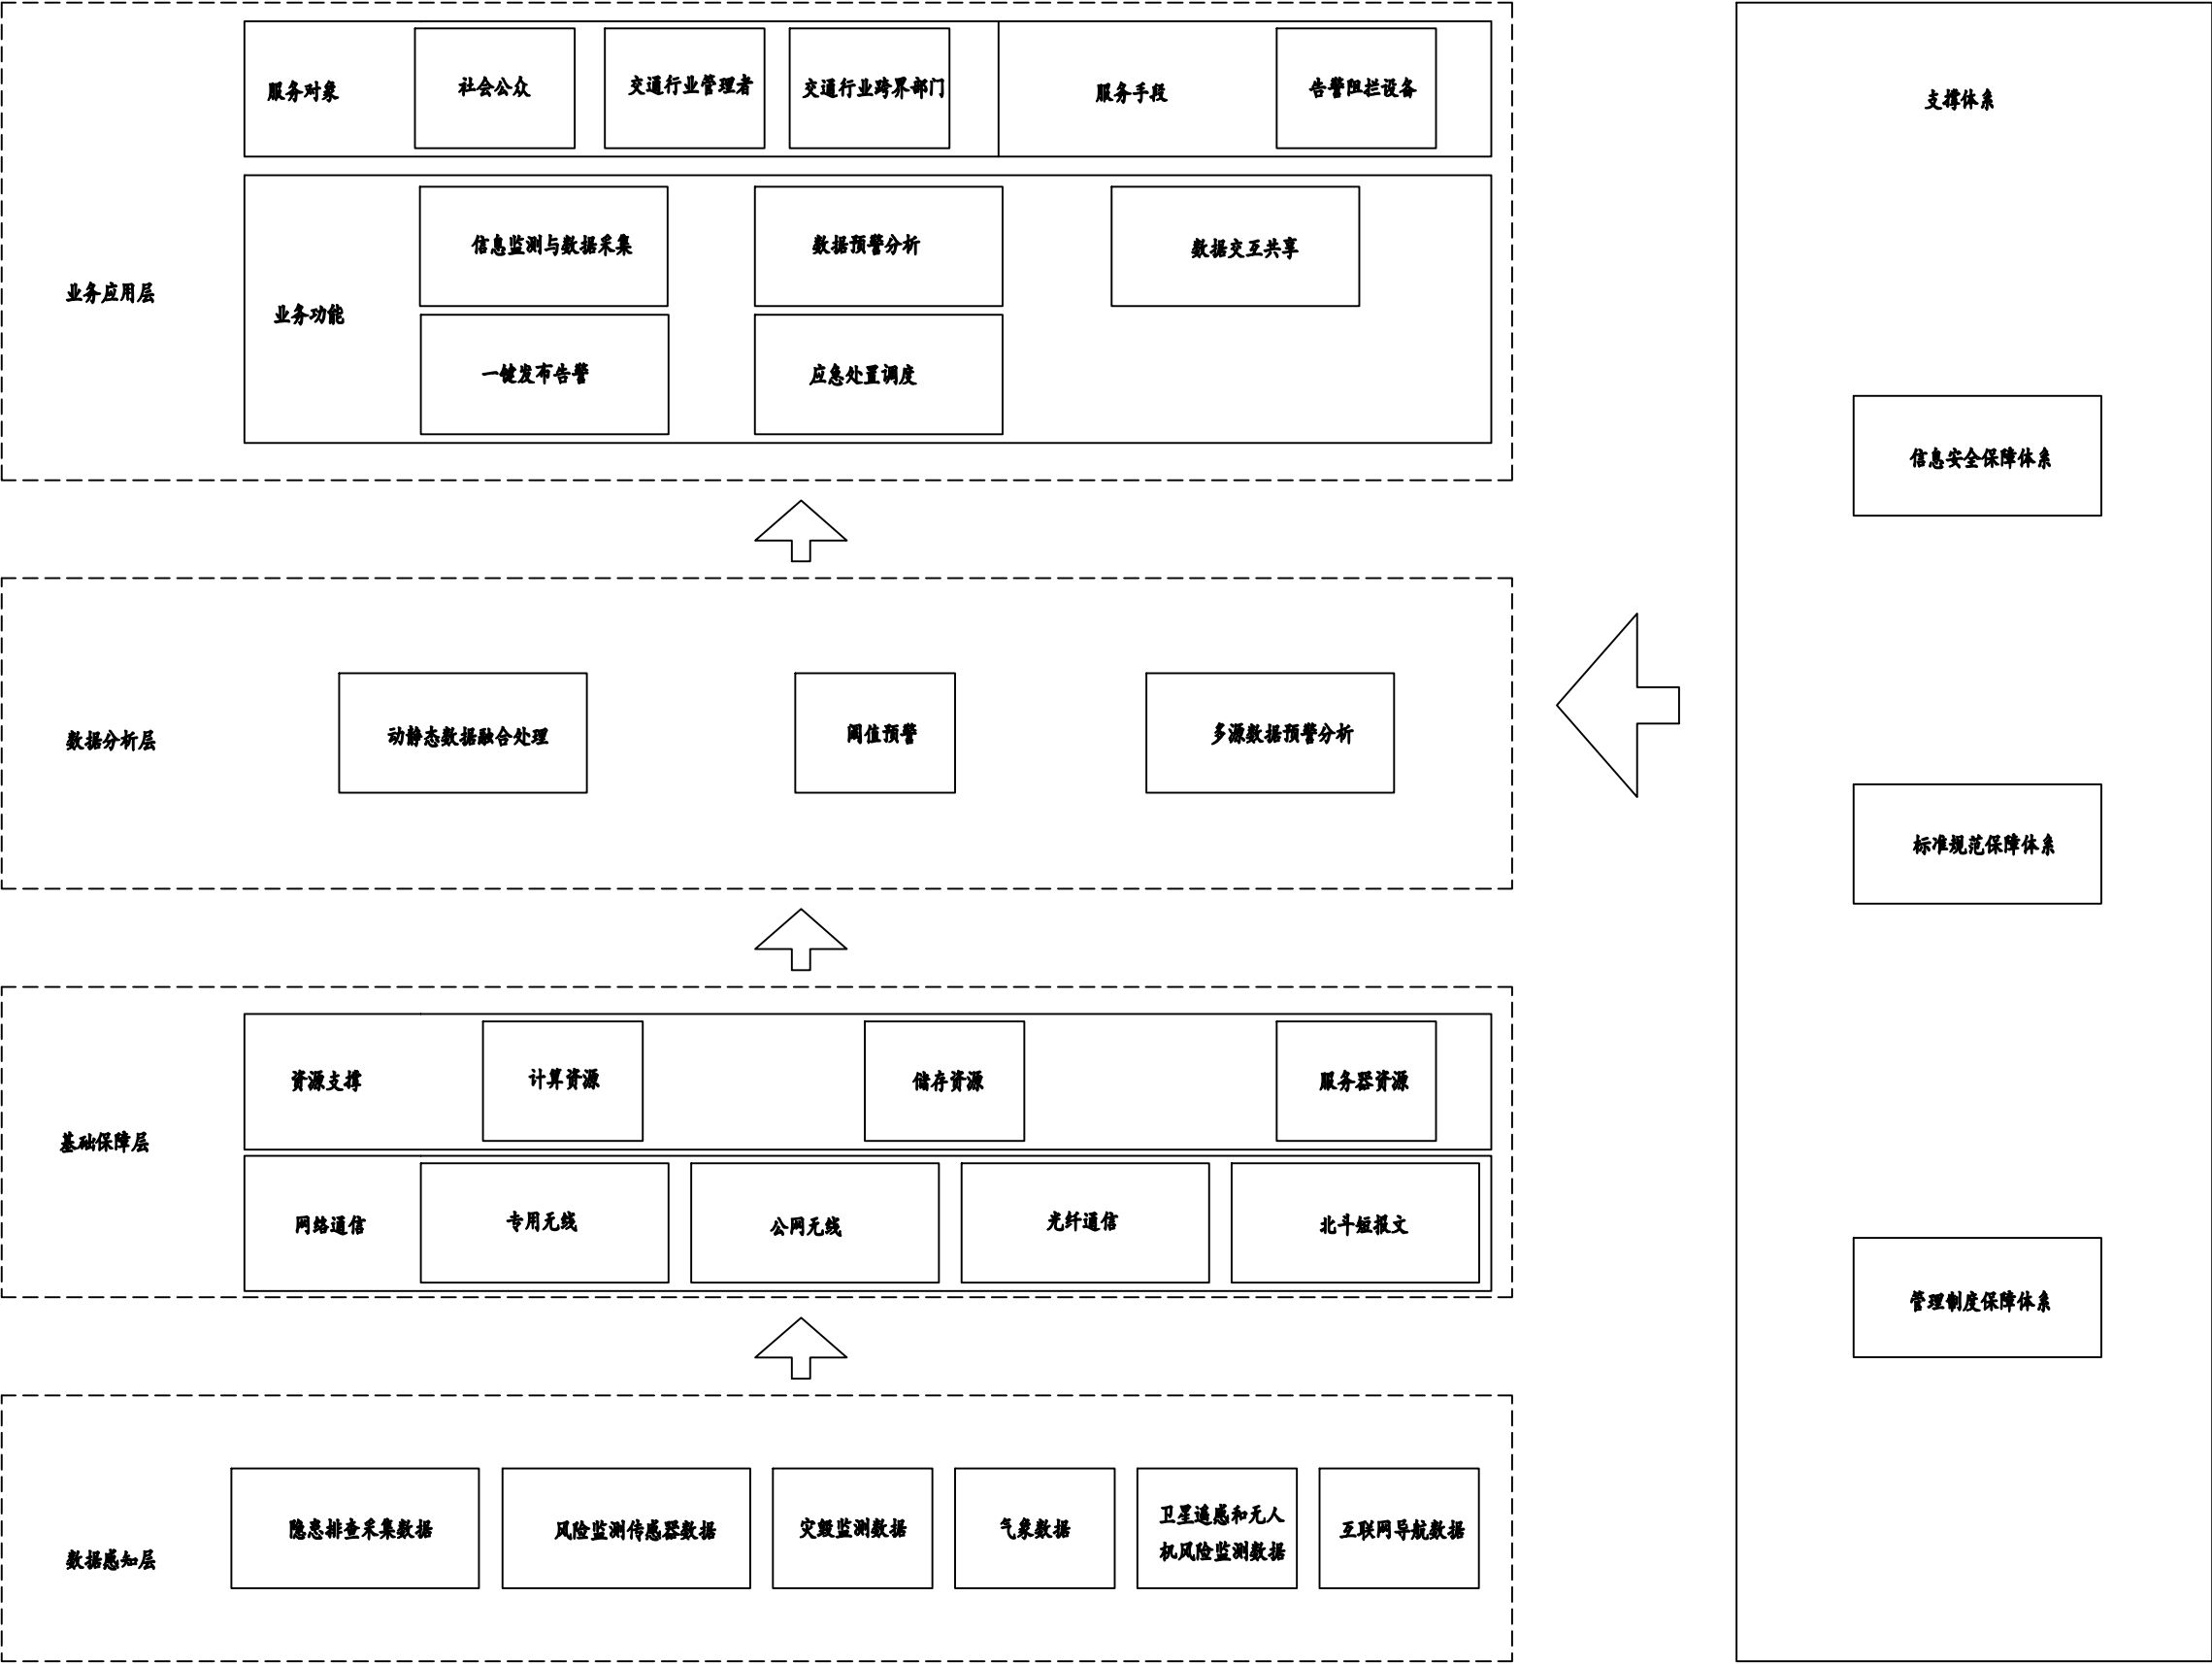 服务对象
社会公众
交通行业管理者
交通行业跨界部门
服务手段
告警阻拦设备
业务应用层
业务功能
信息监测与数据采集
数据预警分析
数据交互共享
一键发布告警
应急处置调度
数据分析层
动静态数据融合处理
阈值预警
多源数据预警分析
基础保障层
资源支撑
计算资源
储存资源
服务器资源
网络通信
专用无线
公网无线
光纤通信
北斗短报文
数据感知层
隐患排查采集数据
风险监测传感器数据
灾毁监测数据
气象数据
卫星遥感和无人
机风险监测数据
互联网导航数据
支撑体系
信息安全保障体系
标准规范保障体系
管理制度保障体系